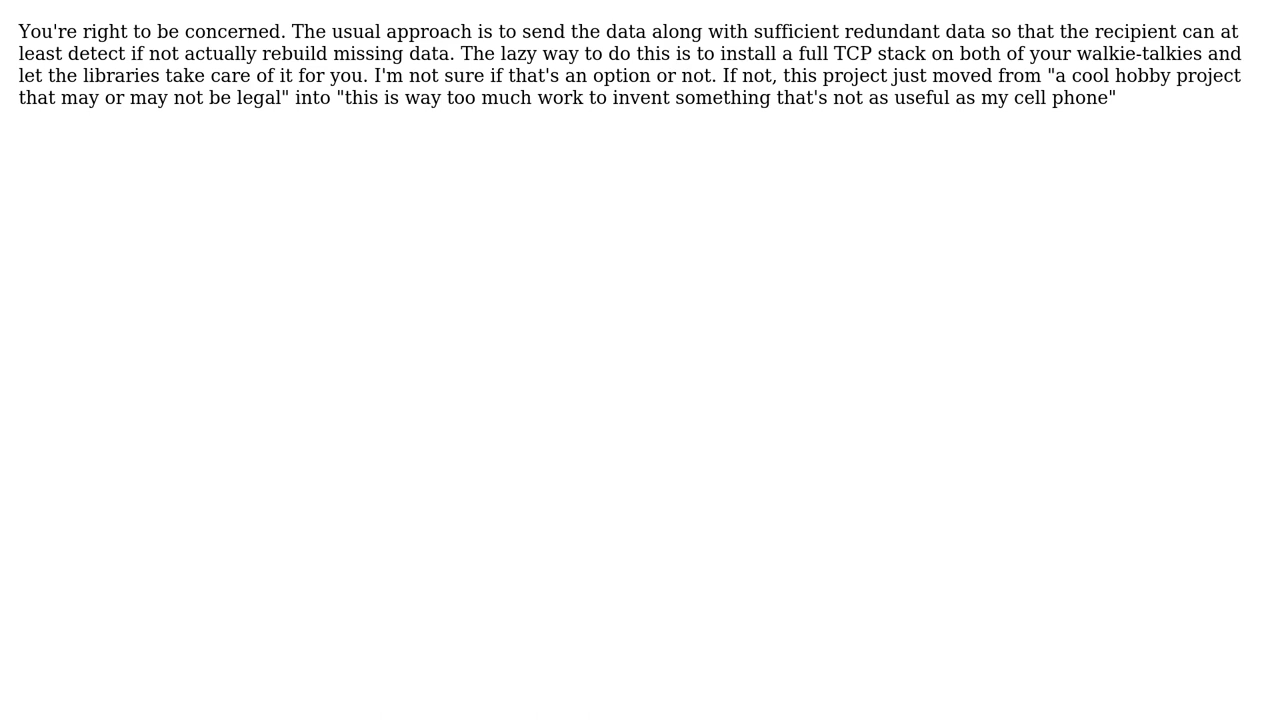 You're right to be concerned. The usual approach is to send the data along with sufficient redundant data so that the recipient can at
least detect if not actually rebuild missing data. The lazy way to do this is to install a full TCP stack on both of your walkie-talkies and
let the libraries take care of it for you. I'm not sure if that's an option or not. If not, this project just moved from "a cool hobby project
that may or may not be legal" into "this is way too much work to invent something that's not as useful as my cell phone"